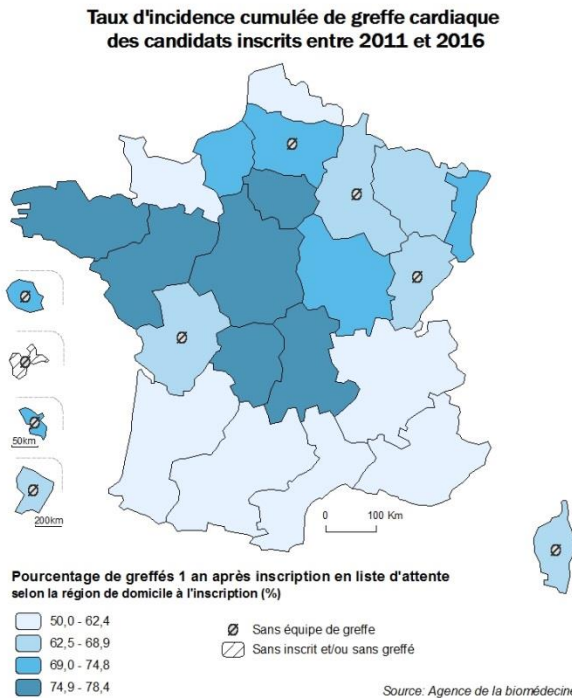 Taux d'incidence cumulée de greffe cardiaque
des candidats inscrits entre 2011 et 2016
50km
200km
0 100 Km
Pourcentage de greffés 1 an après inscription en liste d'attente
selon la région de domicile à l'inscription (%)
50,0 - 62,4
62,5 - 68,9
69,0 - 74,8
74,9 - 78,4
Sans équipe de greffe
Sans inscrit et/ou sans greffé
Source: Agence de la biomédecine